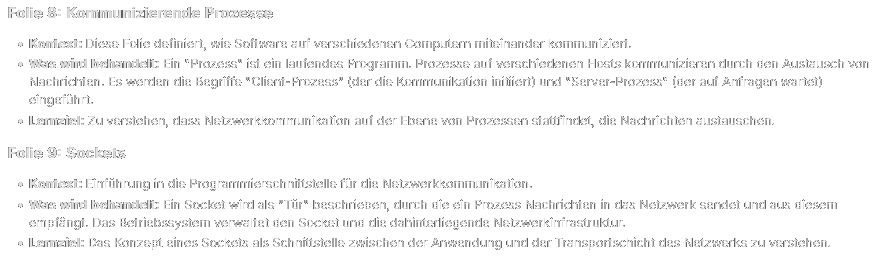 Folie 8: Kommunizierende Prozesse
• Kontext: Diese Folie definiert, wie Software auf verschiedenen Computern miteinander kommuniziert.
• Was wird behandelt: Ein "Prozess" ist ein laufendes Programm. Prozesse auf verschiedenen Hosts kommunizieren durch den Austausch von
Nachrichten. Es werden die Begriffe "Client-Prozess" (der die Kommunikation initiiert) und "Server-Prozess" (der auf Anfragen wartet)
eingeführt.
• Lernziel: Zu verstehen, dass Netzwerkkommunikation auf der Ebene von Prozessen stattfindet, die Nachrichten austauschen.
Folie 9: Sockets
• Kontext: Einführung in die Programmierschnittstelle für die Netzwerkkommunikation.
• Was wird behandelt: Ein Socket wird als "Tür" beschrieben, durch die ein Prozess Nachrichten in das Netzwerk sendet und aus diesem
empfängt. Das Betriebssystem verwaltet den Socket und die dahinterliegende Netzwerkinfrastruktur.
• Lernziel: Das Konzept eines Sockets als Schnittstelle zwischen der Anwendung und der Transportschicht des Netzwerks zu verstehen.